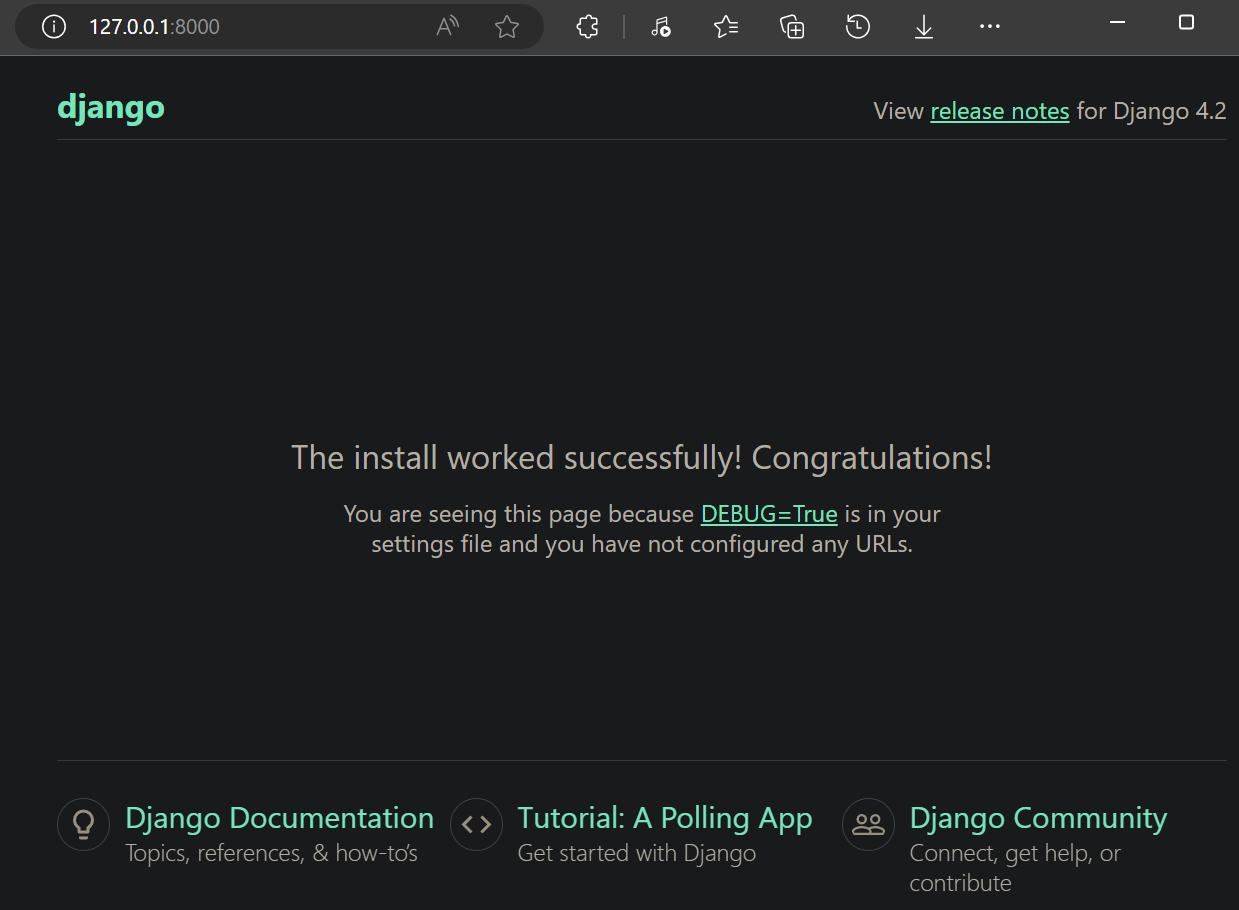 127.0.0.1:8000
django
View release notes for Django 4.2
The install worked successfully! Congratulations!
You are seeing this page because DEBUG=True is in your
settings file and you have not configured any URLs.
Django Documentation
Topics, references, & how-to’s
Tutorial: A Polling App
Get started with Django
Django Community
Connect, get help, or
contribute